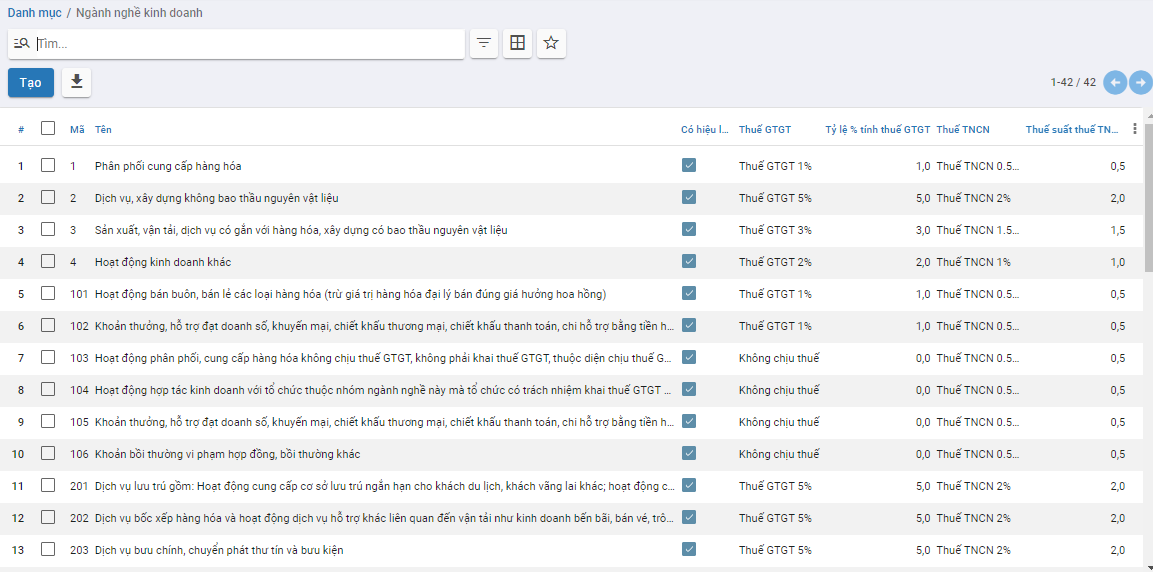 Danh mục / Ngành nghề kinh doanh
Tìm...
Tạo
1-42 / 42
# Mã Tên Có hiệu l... Thuế GTGT Tỷ lệ % tính thuế GTGT Thuế TNCN Thuế suất thuế TN...
1 1 Phân phối cung cấp hàng hóa Thuế GTGT 1% 1,0 Thuế TNCN 0.5... 0,5
2 2 Dịch vụ, xây dựng không bao thầu nguyên vật liệu Thuế GTGT 5% 5,0 Thuế TNCN 2% 2,0
3 3 Sản xuất, vận tải, dịch vụ có gắn với hàng hóa, xây dựng có bao thầu nguyên vật liệu Thuế GTGT 3% 3,0 Thuế TNCN 1.5... 1,5
4 4 Hoạt động kinh doanh khác Thuế GTGT 2% 2,0 Thuế TNCN 1% 1,0
5 101 Hoạt động bán buôn, bán lẻ các loại hàng hóa (trừ giá trị hàng hóa đại lý bán đúng giá hưởng hoa hồng) Thuế GTGT 1% 1,0 Thuế TNCN 0.5... 0,5
6 102 Khoản thưởng, hỗ trợ đạt doanh số, khuyến mại, chiết khấu thương mại, chiết khấu thanh toán, chi hỗ trợ bằng tiền h... Thuế GTGT 1% 1,0 Thuế TNCN 0.5... 0,5
7 103 Hoạt động phân phối, cung cấp hàng hóa không chịu thuế GTGT, không phải khai thuế GTGT, thuộc diện chịu thuế G... Không chịu thuế 0,0 Thuế TNCN 0.5... 0,5
8 104 Hoạt động hợp tác kinh doanh với tổ chức thuộc nhóm ngành nghề này mà tổ chức có trách nhiệm khai thuế GTGT ... Không chịu thuế 0,0 Thuế TNCN 0.5... 0,5
9 105 Khoản thưởng, hỗ trợ đạt doanh số, khuyến mại, chiết khấu thương mại, chiết khấu thanh toán, chi hỗ trợ bằng tiền h... Không chịu thuế 0,0 Thuế TNCN 0.5... 0,5
10 106 Khoản bồi thường vi phạm hợp đồng, bồi thường khác Không chịu thuế 0,0 Thuế TNCN 0.5... 0,5
11 201 Dịch vụ lưu trú gồm: Hoạt động cung cấp cơ sở lưu trú ngắn hạn cho khách du lịch, khách vãng lai khác; hoạt động c... Thuế GTGT 5% 5,0 Thuế TNCN 2% 2,0
12 202 Dịch vụ bốc xếp hàng hóa và hoạt động dịch vụ hỗ trợ khác liên quan đến vận tải như kinh doanh bến bãi, bán vé, trô... Thuế GTGT 5% 5,0 Thuế TNCN 2% 2,0
13 203 Dịch vụ bưu chính, chuyển phát thư tín và bưu kiện Thuế GTGT 5% 5,0 Thuế TNCN 2% 2,0